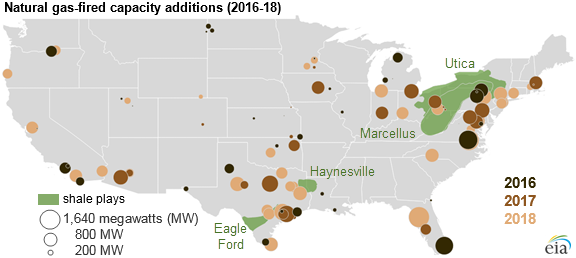 Natural gas-fired capacity additions (2016-18)
Utica
Marcellus
Haynesville
Eagle
Ford
shale plays
1,640 megawatts (MW)
800 MW
200 MW
2016
2017
2018
eia